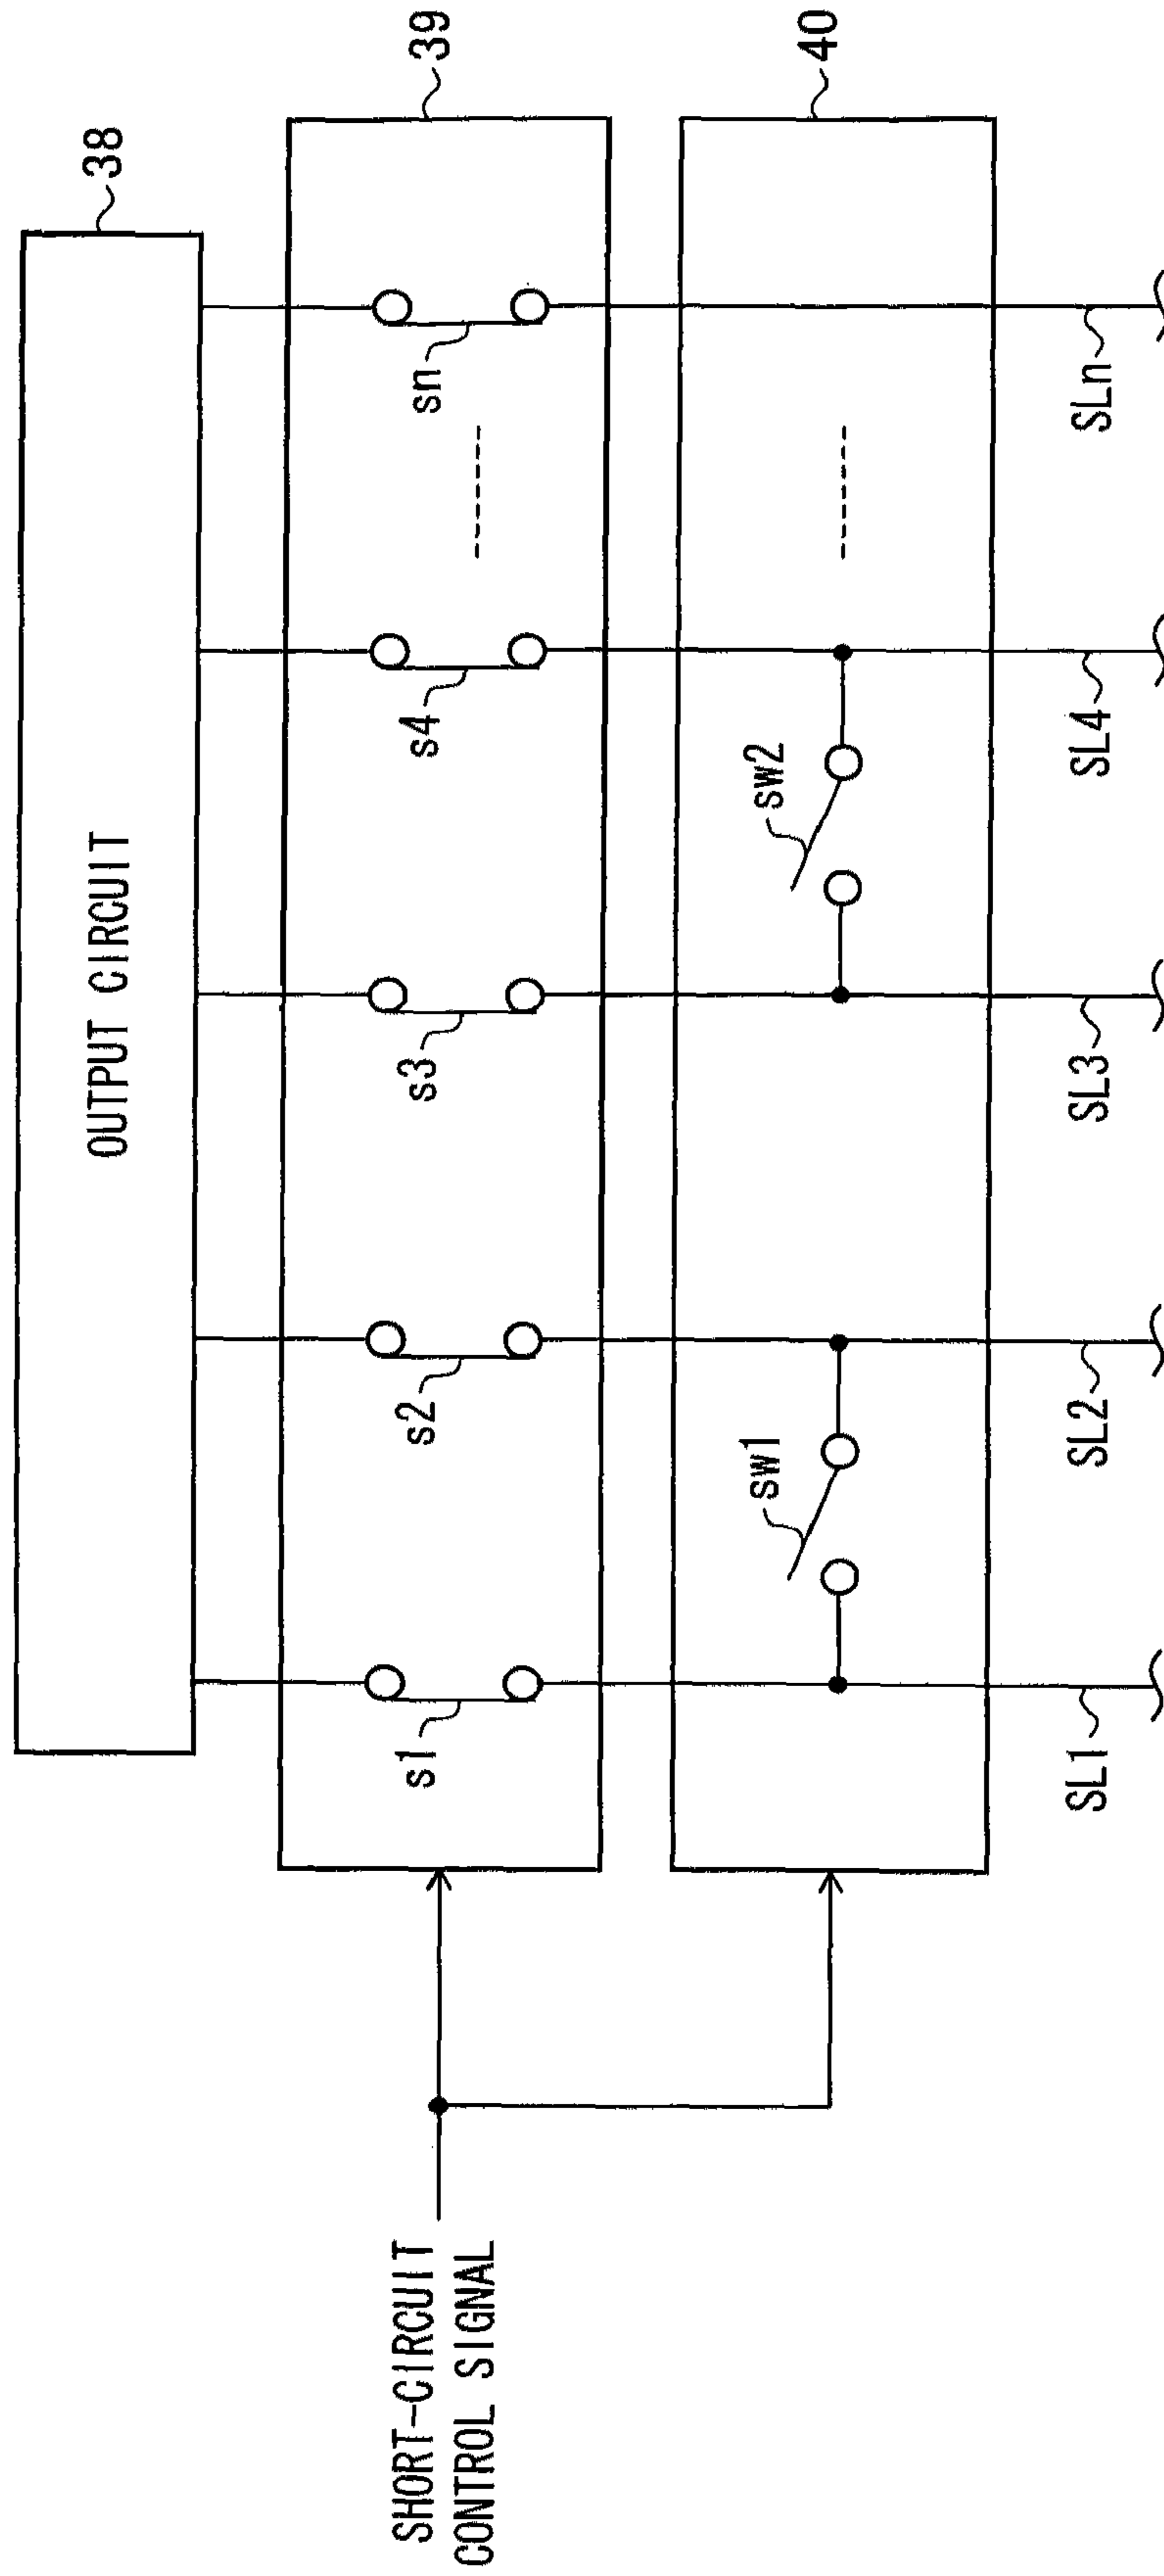 38
OUTPUT CIRCUIT
39
s1
s2
s3
s4
sn
SHORT-CIRCUIT
CONTROL SIGNAL
40
sw1
sw2
SL1
SL2
SL3
SL4
SLn